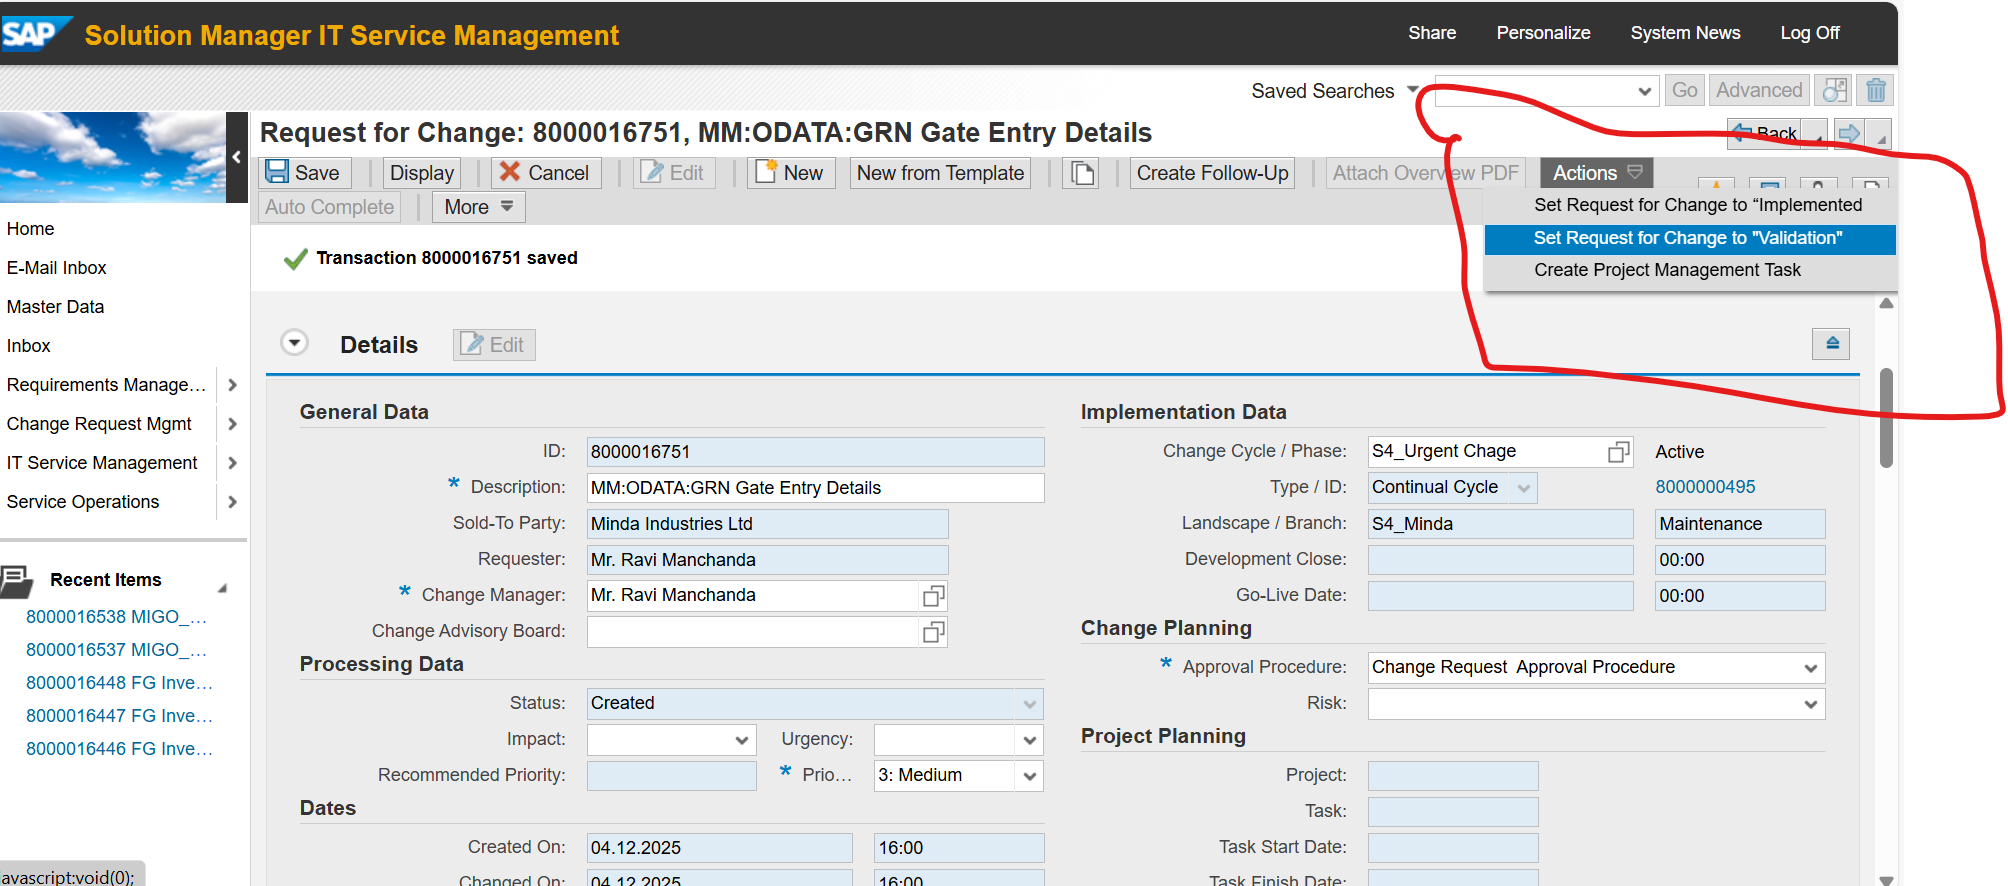 SAP Solution Manager IT Service Management
Share Personalize System News Log Off
Saved Searches Go Advanced
Request for Change: 8000016751, MM:ODATA:GRN Gate Entry Details
Back
Save Display Cancel Edit New New from Template Create Follow-Up Attach Overview PDF Actions
Auto Complete More
Set Request for Change to “Implemented
Set Request for Change to "Validation"
Create Project Management Task
Transaction 8000016751 saved
Home
E-Mail Inbox
Master Data
Inbox
Requirements Manage...
Change Request Mgmt
IT Service Management
Service Operations
Recent Items
8000016538 MIGO_...
8000016537 MIGO_...
8000016448 FG Inve...
8000016447 FG Inve...
8000016446 FG Inve...
avascript:void(0);
Details Edit
General Data
ID: 8000016751
* Description: MM:ODATA:GRN Gate Entry Details
Sold-To Party: Minda Industries Ltd
Requester: Mr. Ravi Manchanda
* Change Manager: Mr. Ravi Manchanda
Change Advisory Board:
Processing Data
Status: Created
Impact: Urgency:
Recommended Priority: * Prio... 3: Medium
Dates
Created On: 04.12.2025 16:00
Changed On: 04.12.2025 16:00
Implementation Data
Change Cycle / Phase: S4_Urgent Chage Active
Type / ID: Continual Cycle 8000000495
Landscape / Branch: S4_Minda Maintenance
Development Close: 00:00
Go-Live Date: 00:00
Change Planning
* Approval Procedure: Change Request Approval Procedure
Risk:
Project Planning
Project:
Task:
Task Start Date:
Task Finish Date: